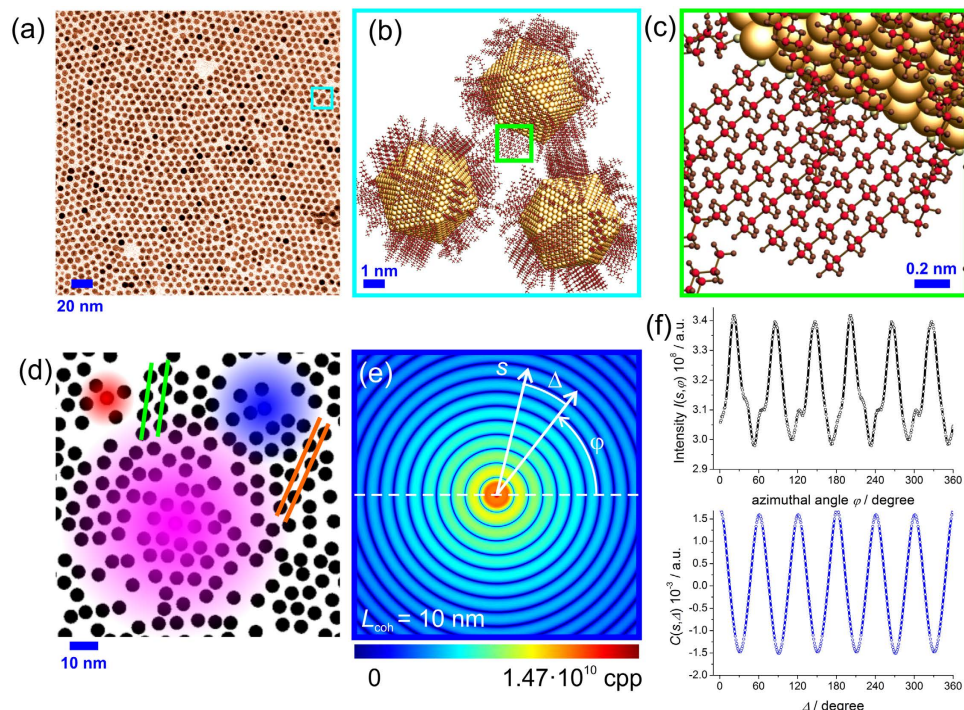 (a)
(b)
(c)
20 nm
1 nm
0.2 nm
(d)
10 nm
(e)
s
Δ
φ
L_coh = 10 nm
0
1.47·10^10 cpp
(f)
Intensity I(s,φ) 10^8 / a.u.
3.4
3.3
3.2
3.1
3.0
2.9
0 60 120 180 240 300 360
azimuthal angle φ / degree
C(s,Δ) 10^-3 / a.u.
1.5
1.0
0.5
0.0
-0.5
-1.0
-1.5
-2.0
0 60 120 180 240 300 360
Δ / degree